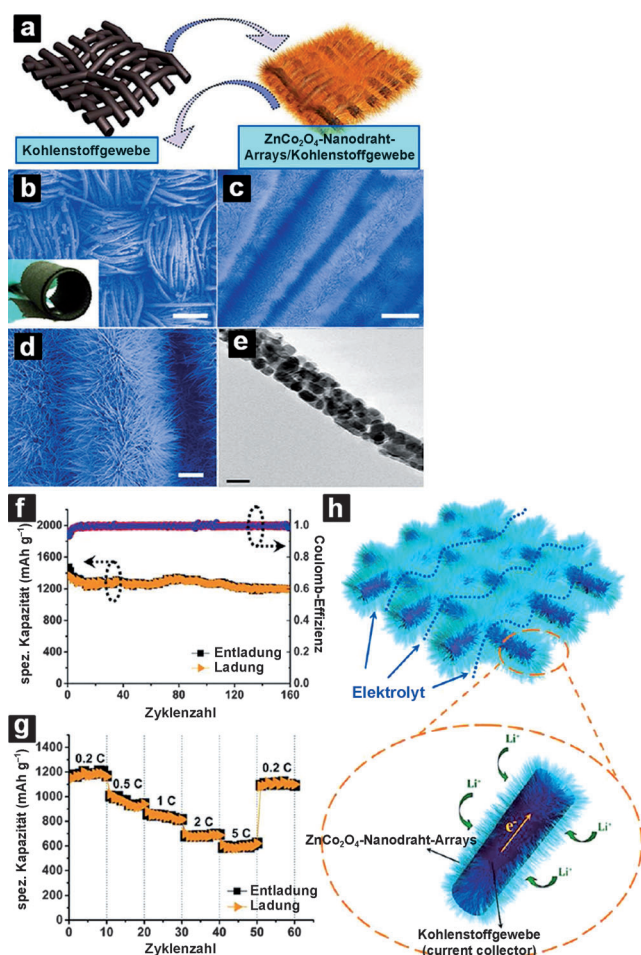 a
Kohlenstoffgewebe
ZnCo₂O₄-Nanodraht-
Arrays/Kohlenstoffgewebe
b
c
d
e
f
spez. Kapazität (mAh g⁻¹)
2000
1600
1200
800
400
0
1.0
0.8
0.6
0.4
0.2
0.0
Coulomb-Effizienz
Entladung
Ladung
0 40 80 120 160
Zyklenzahl
g
spez. Kapazität (mAh g⁻¹)
1400
1200
1000
800
600
400
200
0
0.2 C
0.5 C
1 C
2 C
5 C
0.2 C
Entladung
Ladung
0 10 20 30 40 50 60
Zyklenzahl
h
Elektrolyt
Li⁺
Li⁺
Li⁺
Li⁺
Li⁺
e⁻
ZnCo₂O₄-Nanodraht-Arrays
Kohlenstoffgewebe
(current collector)